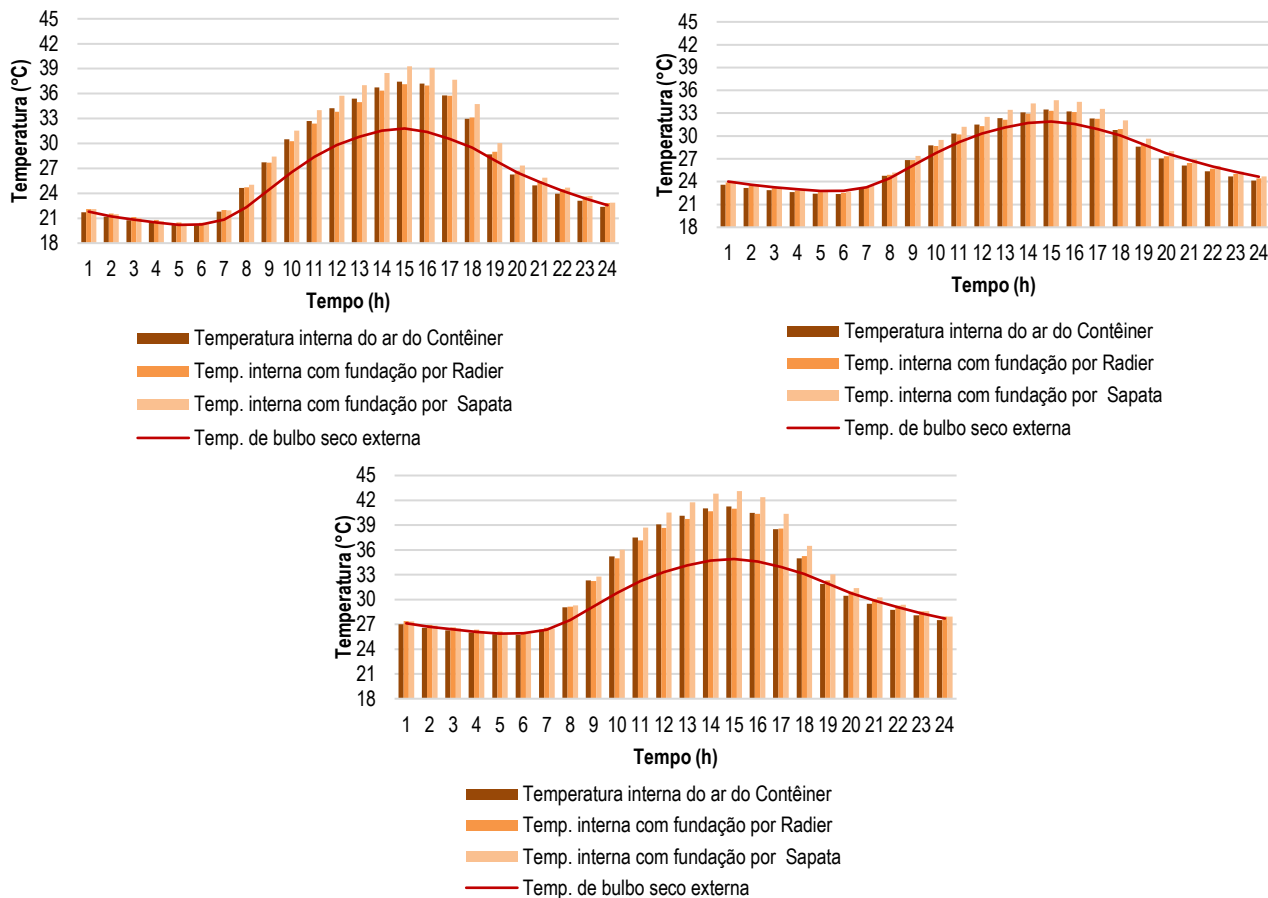 Temperatura (°C)
45
42
39
36
33
30
27
24
21
18
1 2 3 4 5 6 7 8 9 10 11 12 13 14 15 16 17 18 19 20 21 22 23 24
Tempo (h)
Temperatura interna do ar do Contêiner
Temp. interna com fundação por Radier
Temp. interna com fundação por Sapata
Temp. de bulbo seco externa
Temperatura (°C)
45
42
39
36
33
30
27
24
21
18
1 2 3 4 5 6 7 8 9 10 11 12 13 14 15 16 17 18 19 20 21 22 23 24
Tempo (h)
Temperatura interna do ar do Contêiner
Temp. interna com fundação por Radier
Temp. interna com fundação por Sapata
Temp. de bulbo seco externa
Temperatura (°C)
45
42
39
36
33
30
27
24
21
18
1 2 3 4 5 6 7 8 9 10 11 12 13 14 15 16 17 18 19 20 21 22 23 24
Tempo (h)
Temperatura interna do ar do Contêiner
Temp. interna com fundação por Radier
Temp. interna com fundação por Sapata
Temp. de bulbo seco externa